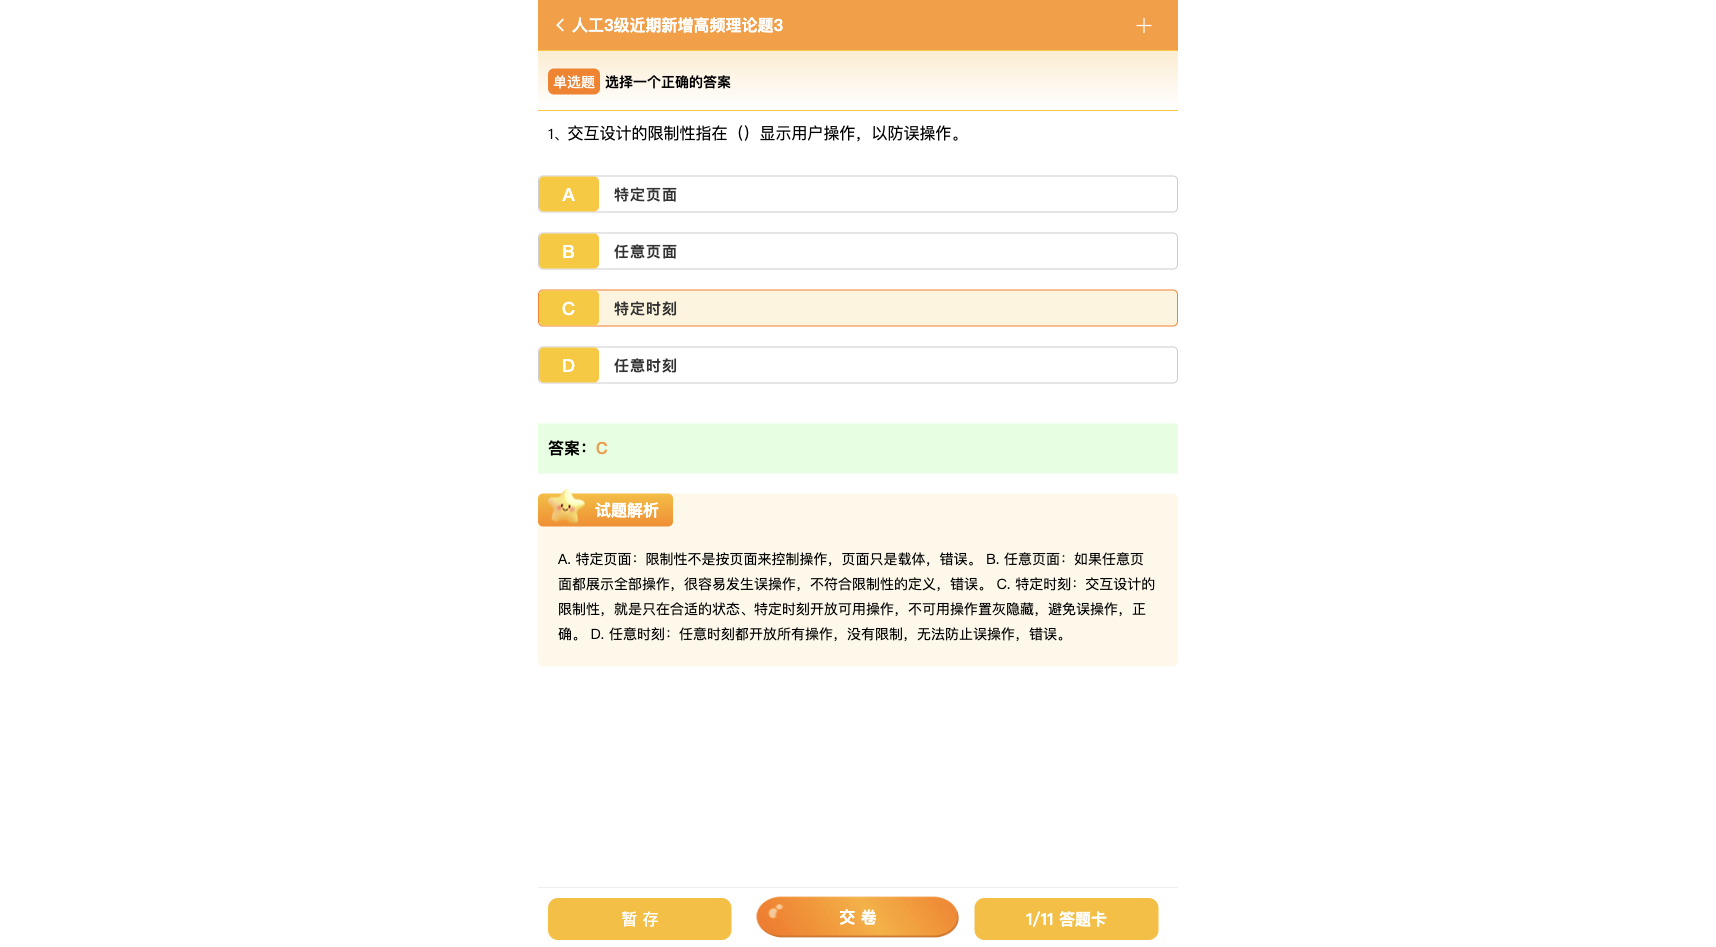 人工3级近期新增高频理论题3
单选题 选择一个正确的答案
1、交互设计的限制性指在（）显示用户操作，以防误操作。
A 特定页面
B 任意页面
C 特定时刻
D 任意时刻
答案：C
试题解析
A. 特定页面：限制性不是按页面来控制操作，页面只是载体，错误。 B. 任意页面：如果任意页
面都展示全部操作，很容易发生误操作，不符合限制性的定义，错误。 C. 特定时刻：交互设计的
限制性，就是只在合适的状态、特定时刻开放可用操作，不可用操作置灰隐藏，避免误操作，正
确。 D. 任意时刻：任意时刻都开放所有操作，没有限制，无法防止误操作，错误。
暂 存
交 卷
1/11 答题卡